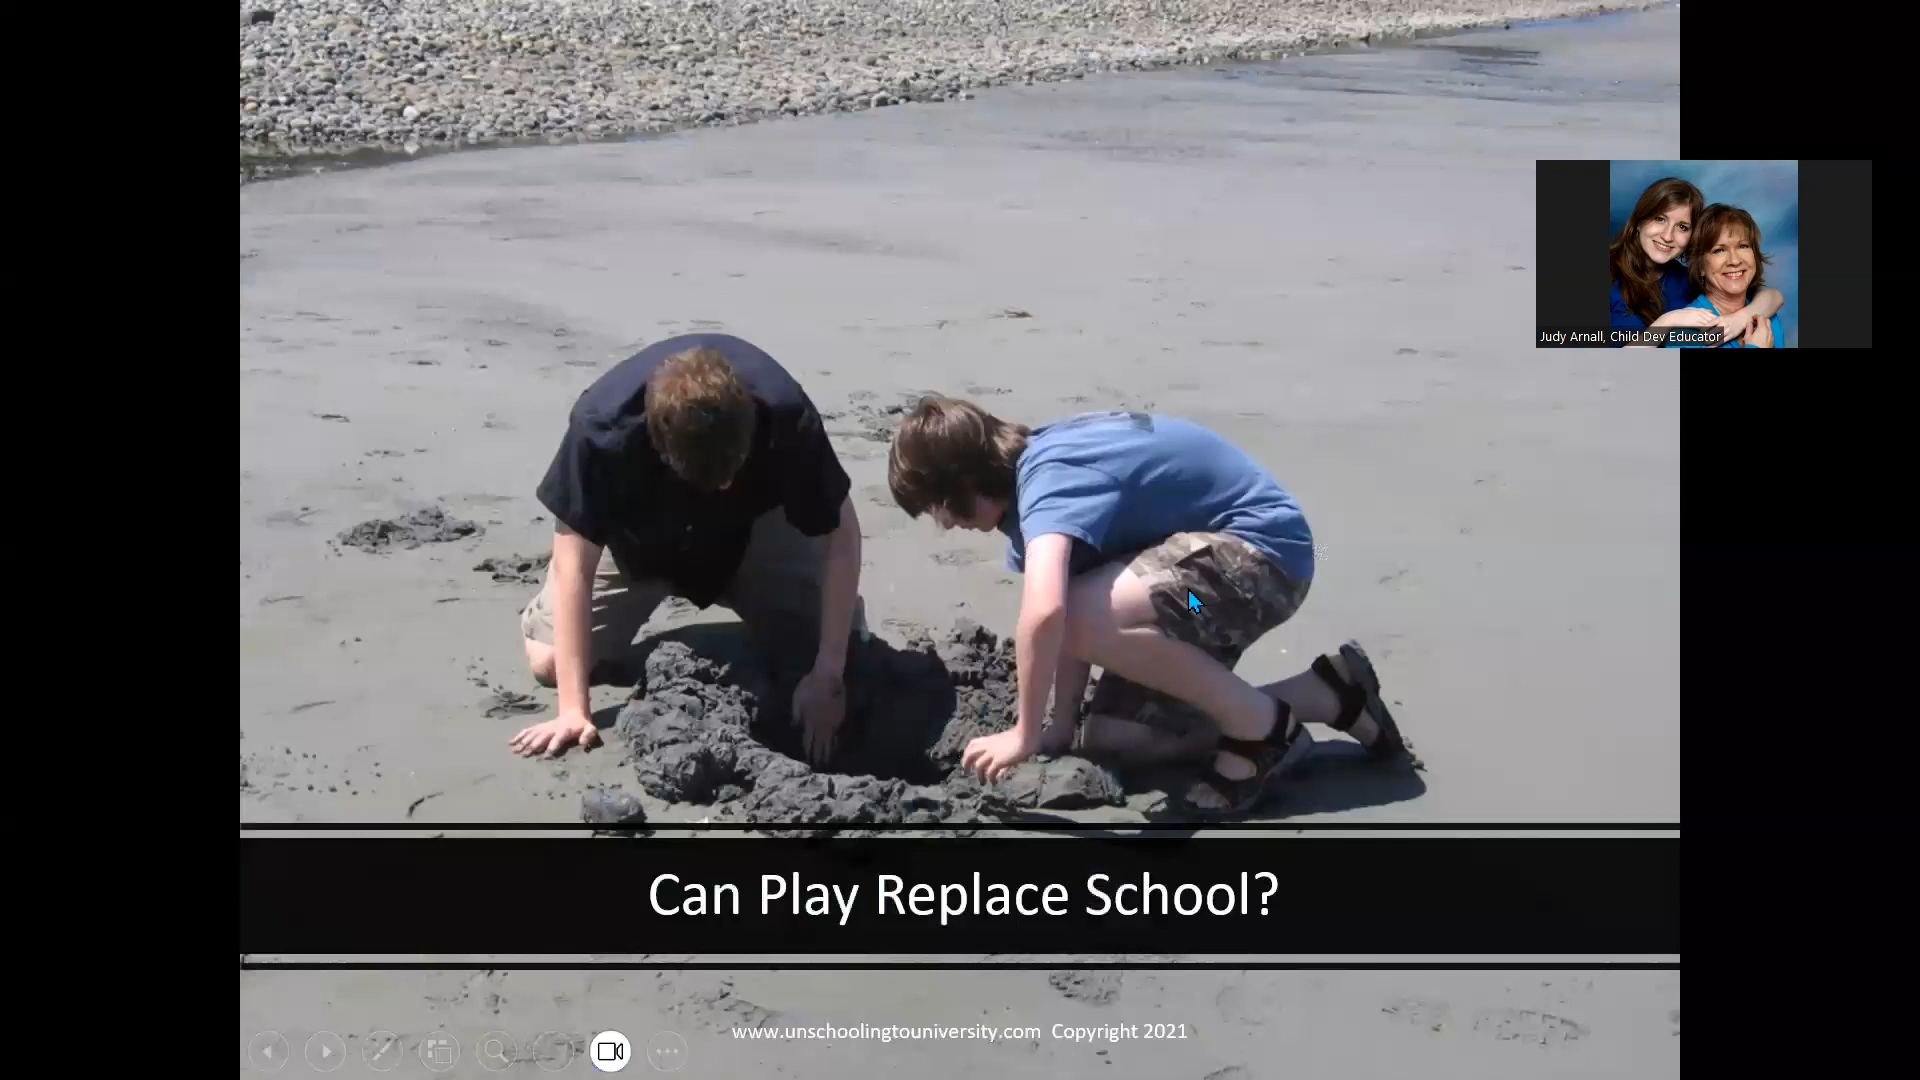 Judy Arnall, Child Dev Educator
Can Play Replace School?
www.unschoolingtouniversity.com Copyright 2021